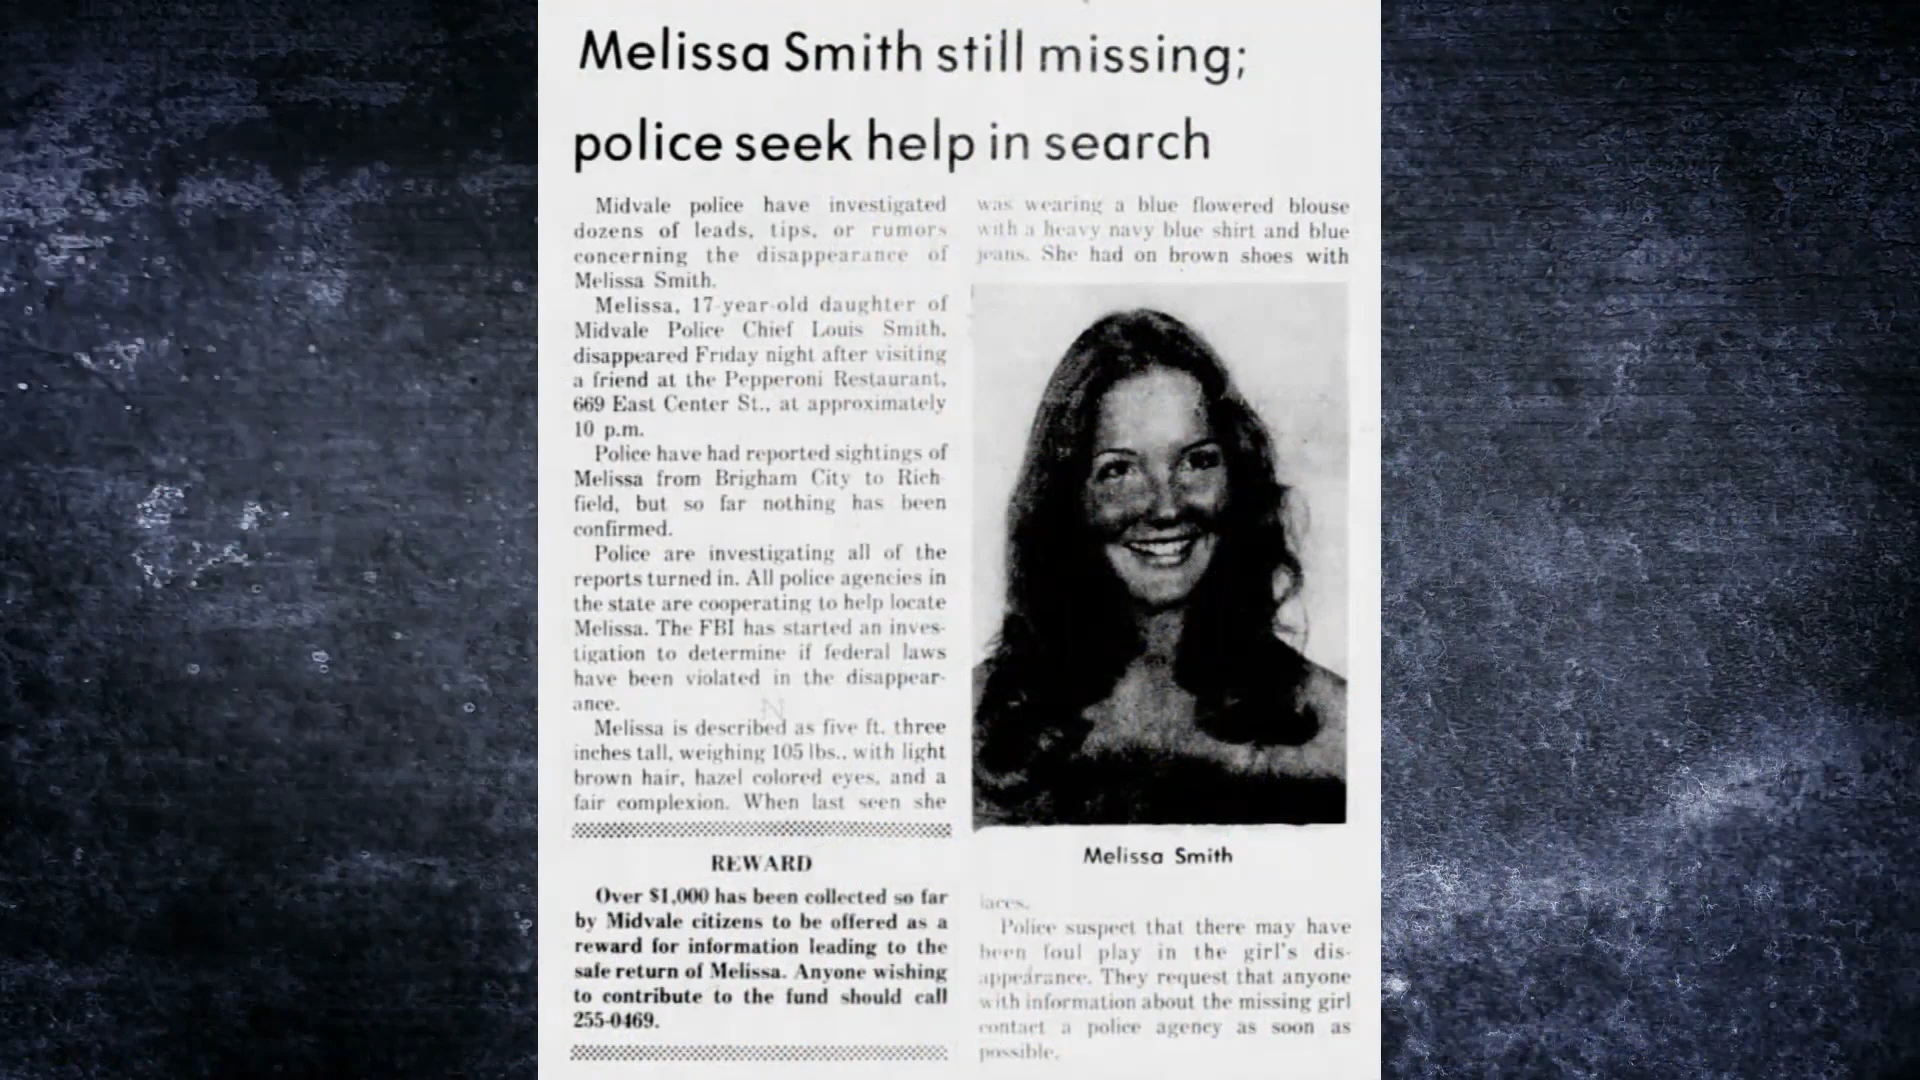 Melissa Smith still missing;
police seek help in search
Midvale police have investigated
dozens of leads, tips, or rumors
concerning the disappearance of
Melissa Smith.
Melissa, 17-year-old daughter of
Midvale Police Chief Louis Smith,
disappeared Friday night after visiting
a friend at the Pepperoni Restaurant,
669 East Center St., at approximately
10 p.m.
Police have had reported sightings of
Melissa from Brigham City to Rich-
field, but so far nothing has been
confirmed.
Police are investigating all of the
reports turned in. All police agencies in
the state are cooperating to help locate
Melissa. The FBI has started an inves-
tigation to determine if federal laws
have been violated in the disappear-
ance.
Melissa is described as five ft. three
inches tall, weighing 105 lbs., with light
brown hair, hazel colored eyes, and a
fair complexion. When last seen she
was wearing a blue flowered blouse
with a heavy navy blue shirt and blue
jeans. She had on brown shoes with
Melissa Smith
laces.
Police suspect that there may have
been foul play in the girl's dis-
appearance. They request that anyone
with information about the missing girl
contact a police agency as soon as
possible.
REWARD
Over $1,000 has been collected so far
by Midvale citizens to be offered as a
reward for information leading to the
safe return of Melissa. Anyone wishing
to contribute to the fund should call
255-0469.